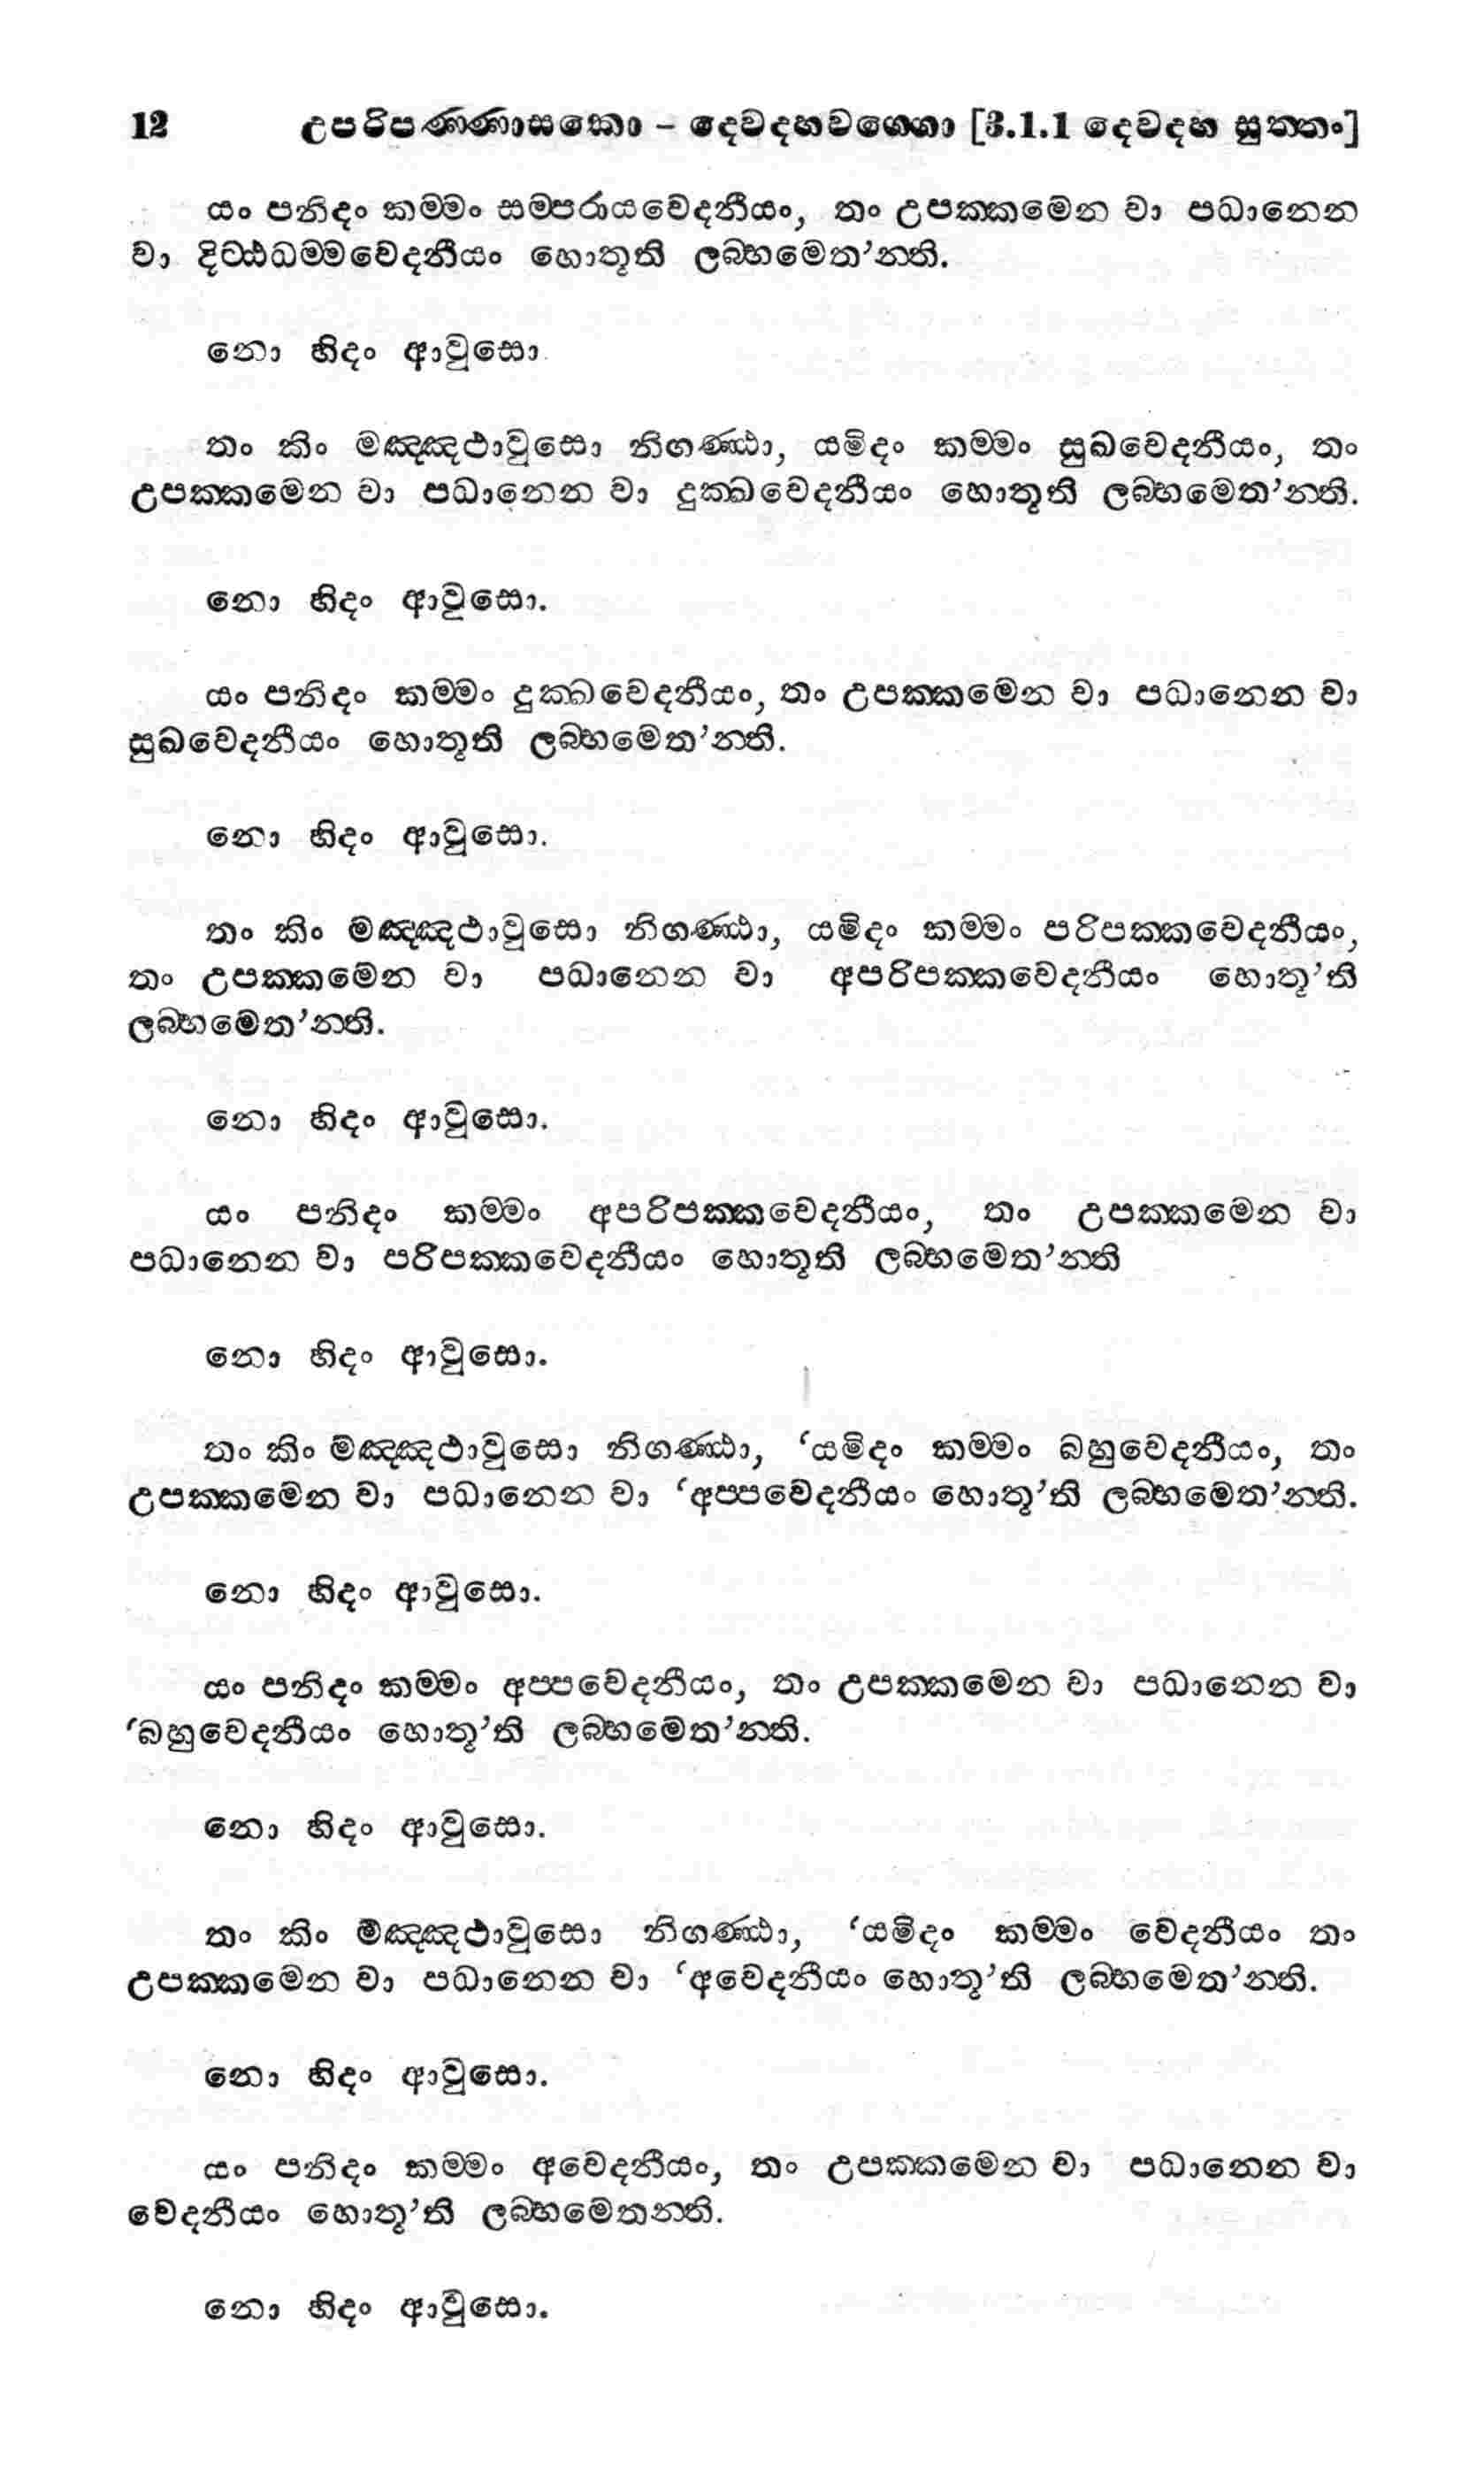 12 උපරිපණ්ණාසකො - දෙවදහවග්ගො [3.1.1 දෙවදහ සුත්තං]
යං පනිදං කම්මං සම්පරායවෙදනීයං, තං උපක්කමෙන වා පධානෙන
වා දිට්ඨධම්මවෙදනීයං හොතූති ලබ්භමෙත'න්ති.
නො හිදං ආවුසො
තං කිං මඤ්ඤථාවුසො නිගණ්ඨා, යමිදං කම්මං සුඛවෙදනීයං, තං
උපක්කමෙන වා පධානෙන වා දුක්ඛවෙදනීයං හොතූති ලබ්භමෙත'න්ති.
නො හිදං ආවුසො.
යං පනිදං කම්මං දුක්ඛවෙදනීයං, තං උපක්කමෙන වා පධානෙන වා
සුඛවෙදනීයං හොතූති ලබ්භමෙත'න්ති.
නො හිදං ආවුසො.
තං කිං මඤ්ඤථාවුසො නිගණ්ඨා, යමිදං කම්මං පරිපක්කවෙදනීයං,
තං උපක්කමෙන වා පධානෙන වා අපරිපක්කවෙදනීයං හොතූ'ති
ලබ්භමෙත'න්ති.
නො හිදං ආවුසො.
යං පනිදං කම්මං අපරිපක්කවෙදනීයං, තං උපක්කමෙන වා
පධානෙන වා පරිපක්කවෙදනීයං හොතූති ලබ්භමෙත'න්ති
නො හිදං ආවුසො.
තං කිං මඤ්ඤථාවුසො නිගණ්ඨා, ‘යමිදං කම්මං බහුවෙදනීයං, තං
උපක්කමෙන වා පධානෙන වා ‘අප්පවෙදනීයං හොතූ'ති ලබ්භමෙත'න්ති.
නො හිදං ආවුසො.
යං පනිදං කම්මං අප්පවෙදනීයං, තං උපක්කමෙන වා පධානෙන වා
‘බහුවෙදනීයං හොතූ'ති ලබ්භමෙත'න්ති.
නො හිදං ආවුසො.
තං කිං මඤ්ඤථාවුසො නිගණ්ඨා, ‘යමිදං කම්මං වෙදනීයං තං
උපක්කමෙන වා පධානෙන වා ‘අවෙදනීයං හොතූ'ති ලබ්භමෙත'න්ති.
නො හිදං ආවුසො.
යං පනිදං කම්මං අවෙදනීයං, තං උපක්කමෙන වා පධානෙන වා
වෙදනීයං හොතූ'ති ලබ්භමෙතන්ති.
නො හිදං ආවුසො.